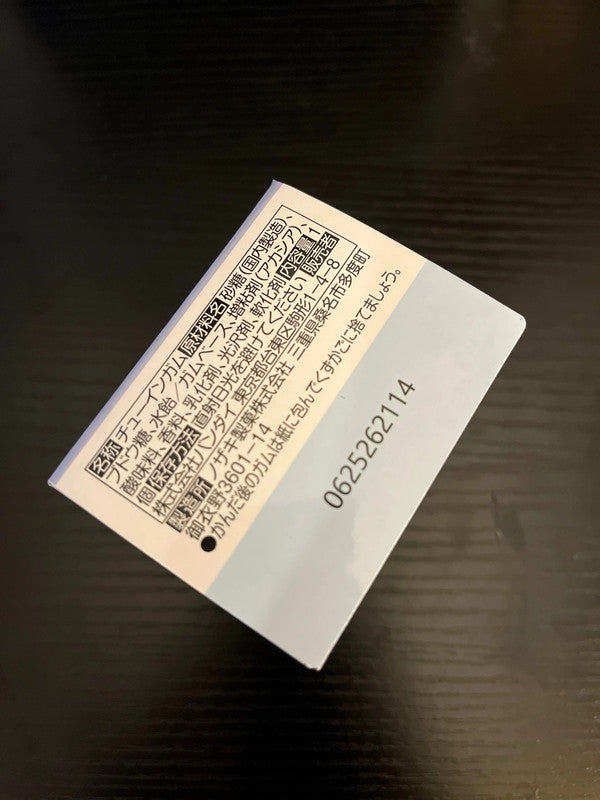 名称 チューインガム 原材料名 砂糖(国内製造)、
ブドウ糖、水飴/ガムベース、増粘剤(アカシア)、
酸味料、香料、乳化剤、光沢剤、軟化剤 内容量 1
個 保存方法 直射日光を避けてください 販売者
株式会社バンダイ 東京都台東区駒形1-4-8
製造所 ノザキ製菓株式会社 三重県桑名市多度町
御衣野3601-14
●かんだ後のガムは紙に包んでくずかごに捨てましょう。
0625262114